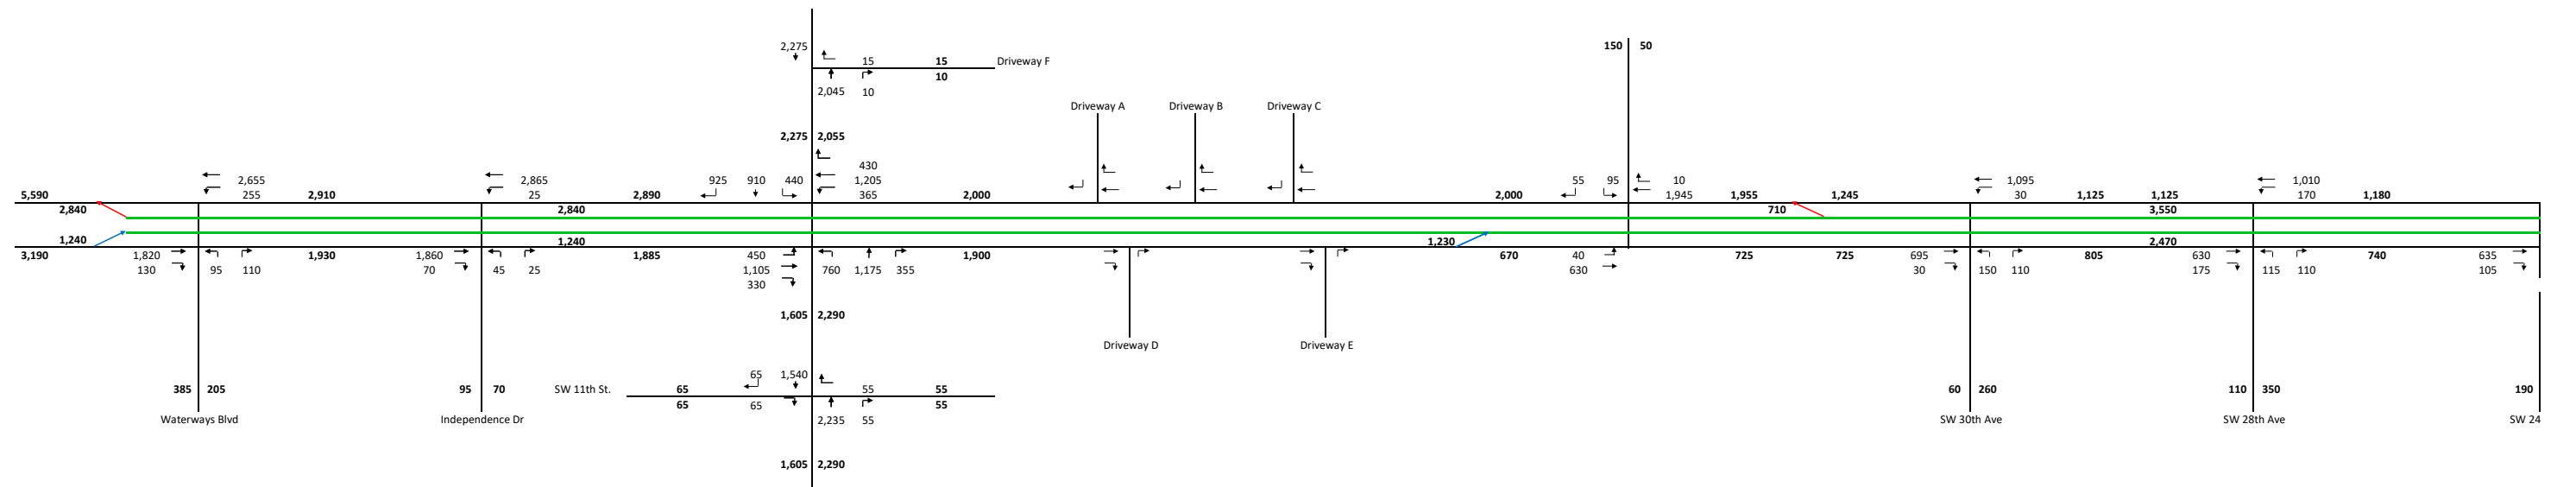 2,275
150 50
15 15 Driveway F
10
2,045 10
Driveway A Driveway B Driveway C
2,275 2,055
430
2,655 2,865 925 910 440 1,205 55 95 10 1,095 1,010
5,590 255 2,910 25 2,890 365 2,000 2,000 1,945 1,955 1,245 30 1,125 1,125 170 1,180
2,840 2,840 710 3,550
1,240 1,240 1,230 2,470
3,190 1,820 1,930 1,860 1,885 450 1,900 670 40 725 725 695 805 630 740 635
130 95 110 70 45 25 1,105 760 1,175 355 630 30 150 110 175 115 110 105
330
1,605 2,290
Driveway D Driveway E
65 1,540
385 205 95 70 SW 11th St. 65 55 55 60 260 110 350 190
65 65 55
Waterways Blvd Independence Dr 2,235 55 SW 30th Ave SW 28th Ave SW 24
1,605 2,290